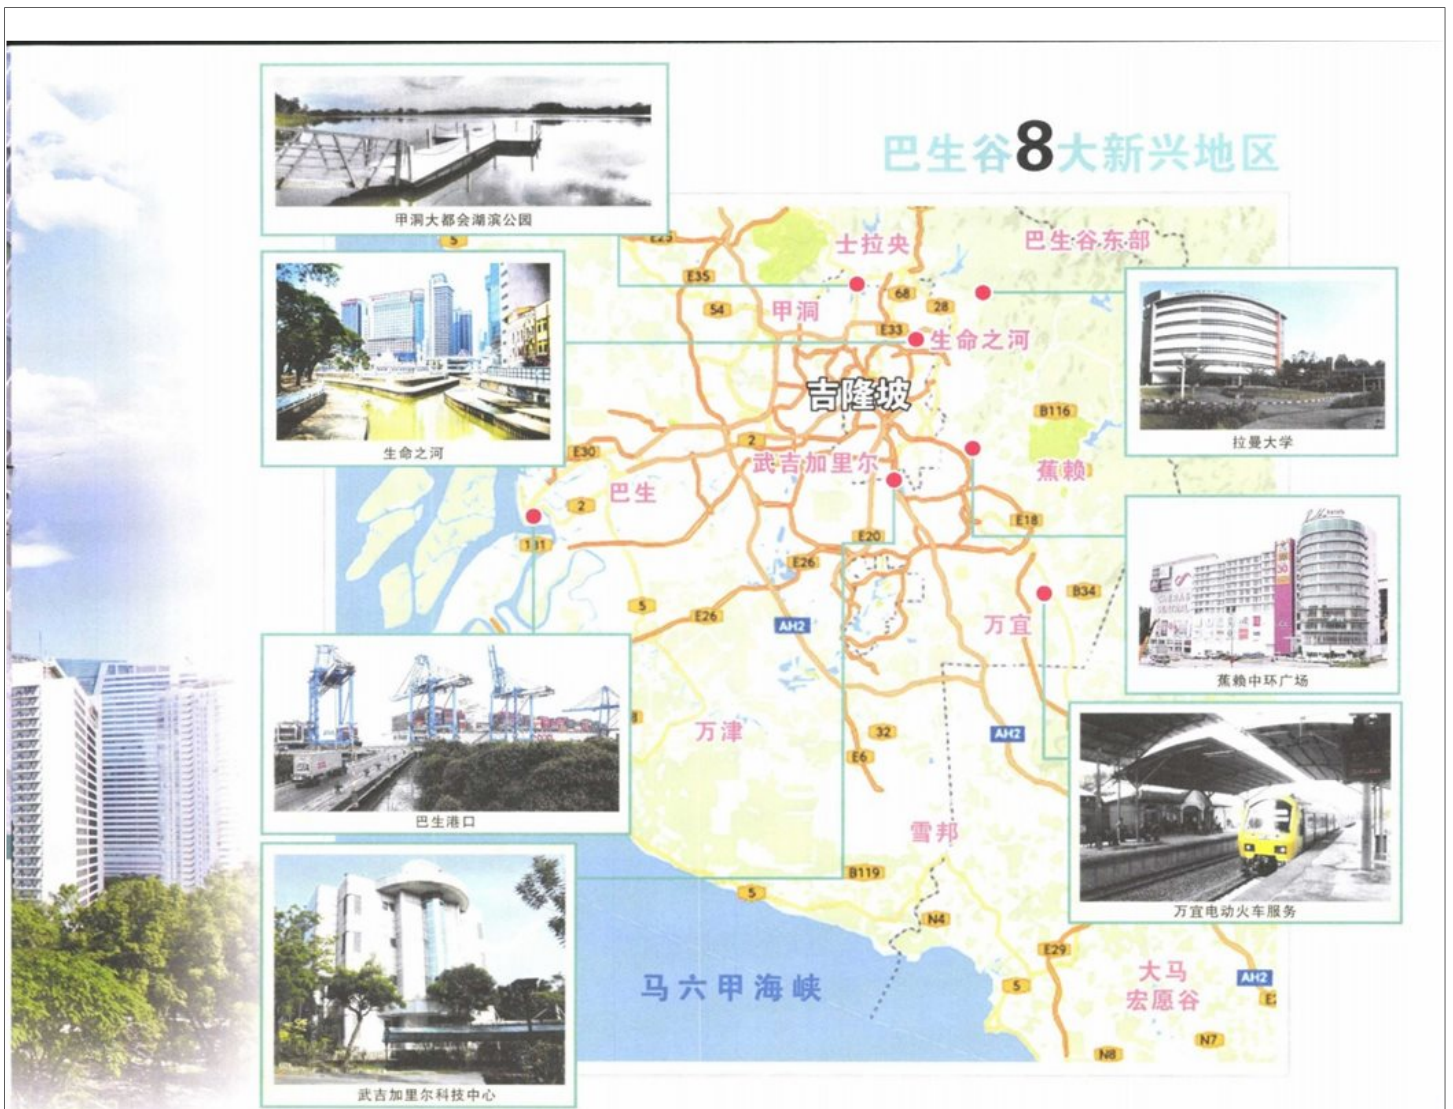 巴生谷8大新兴地区
甲洞大都会湖滨公园
士拉央
巴生谷东部
5
E35
68
28
54
甲洞
E33
生命之河
吉隆坡
B116
拉曼大学
生命之河
E30
2
武吉加里尔
蕉赖
巴生
2
E18
E20
E26
B34
5
E26
AH2
万宜
蕉赖中环广场
万津
32
AH2
E6
巴生港口
雪邦
B119
5
N4
万宜电动火车服务
E29
马六甲海峡
5
大马
宏愿谷
AH2
N7
N8
武吉加里尔科技中心